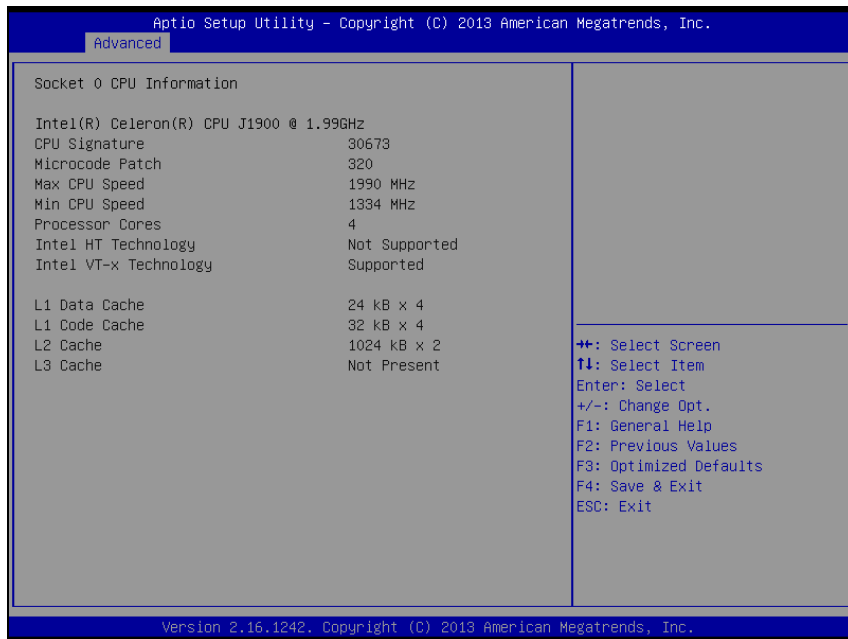 Aptio Setup Utility – Copyright (C) 2013 American Megatrends, Inc.
Advanced
Socket 0 CPU Information
Intel(R) Celeron(R) CPU J1900 @ 1.99GHz
CPU Signature 30673
Microcode Patch 320
Max CPU Speed 1990 MHz
Min CPU Speed 1334 MHz
Processor Cores 4
Intel HT Technology Not Supported
Intel VT-x Technology Supported
L1 Data Cache 24 kB x 4
L1 Code Cache 32 kB x 4
L2 Cache 1024 kB x 2
L3 Cache Not Present
→←: Select Screen
↑↓: Select Item
Enter: Select
+/-: Change Opt.
F1: General Help
F2: Previous Values
F3: Optimized Defaults
F4: Save & Exit
ESC: Exit
Version 2.16.1242. Copyright (C) 2013 American Megatrends, Inc.